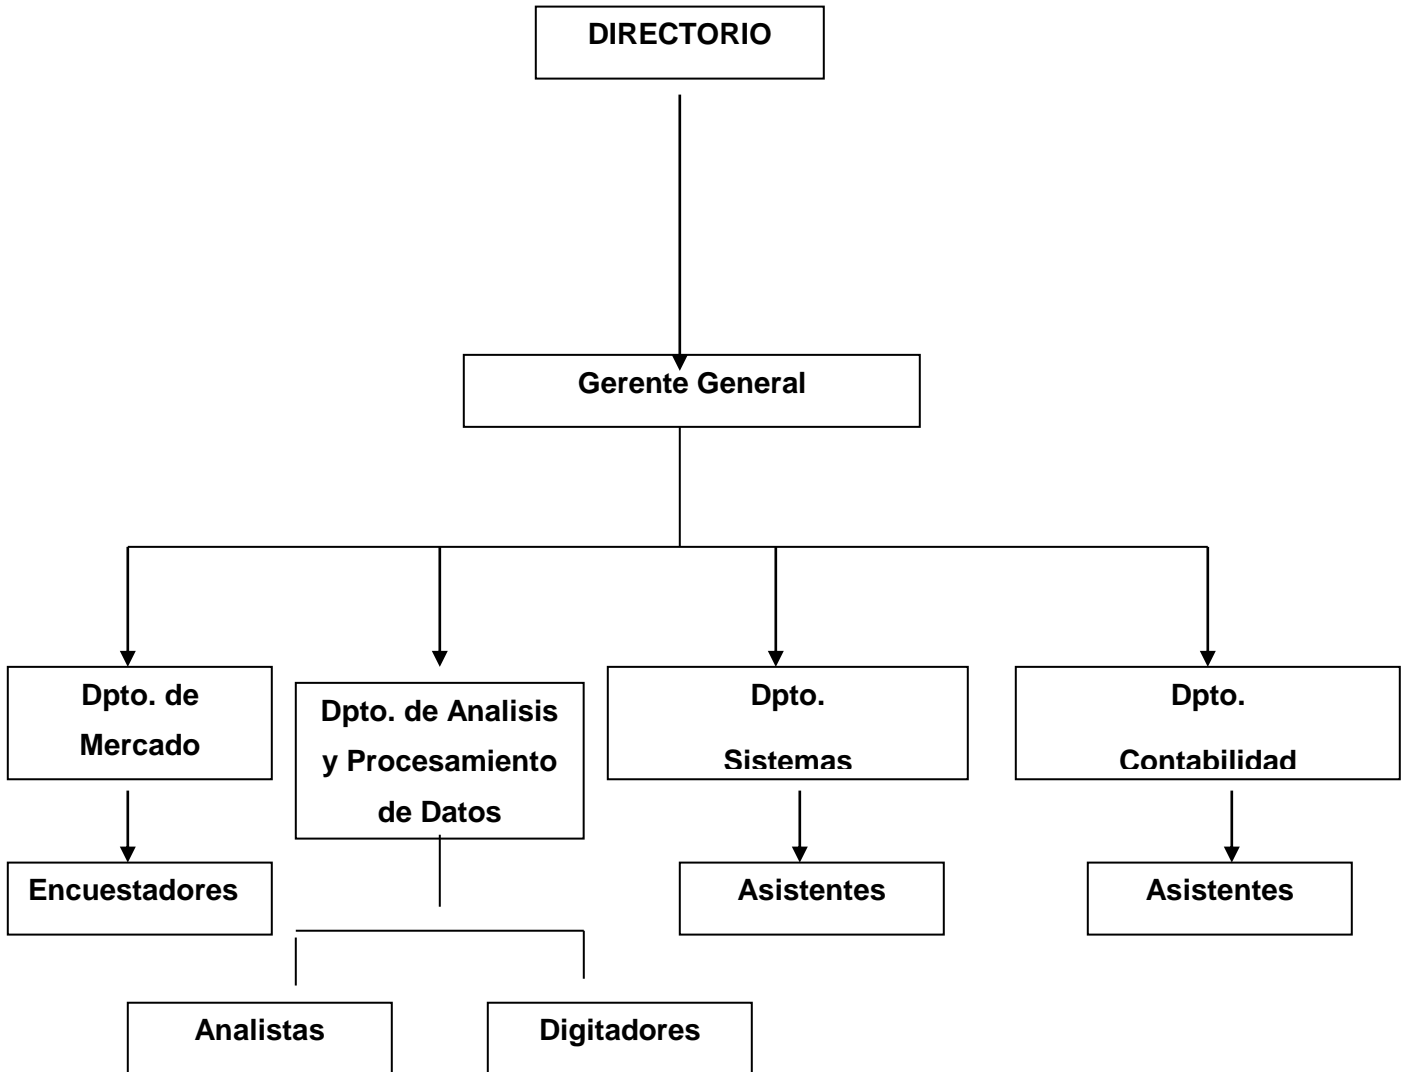 DIRECTORIO
Gerente General
Dpto. de
Mercado
Dpto. de Analisis
y Procesamiento
de Datos
Dpto.
Sistemas
Dpto.
Contabilidad
Encuestadores
Asistentes
Asistentes
Analistas
Digitadores